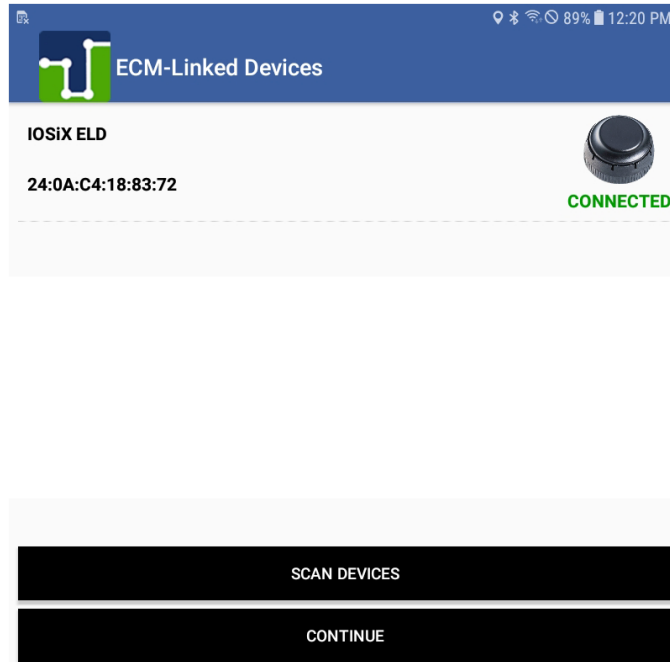 89% 12:20 PM
ECM-Linked Devices
IOSiX ELD
24:0A:C4:18:83:72
CONNECTED
SCAN DEVICES
CONTINUE